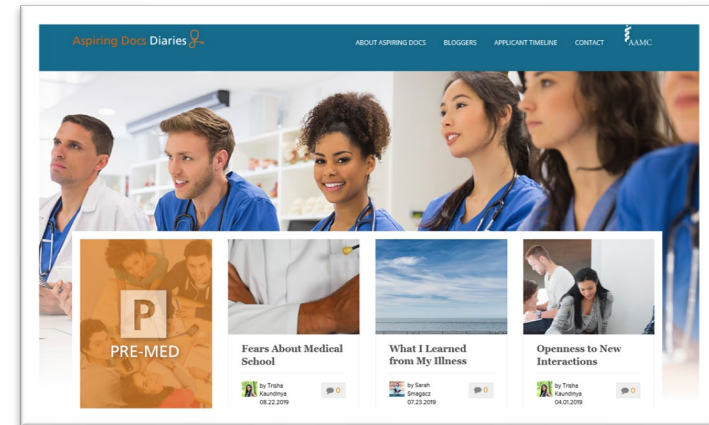 Aspiring Docs Diaries
ABOUT ASPIRING DOCS BLOGGERS APPLICANT TIMELINE CONTACT AAMC
P
PRE-MED
Fears About Medical
School
by Trisha
Kaundinya
08.22.2019
0
What I Learned
from My Illness
by Sarah
Smagacz
07.23.2019
0
Openness to New
Interactions
by Trisha
Kaundinya
04.01.2019
0